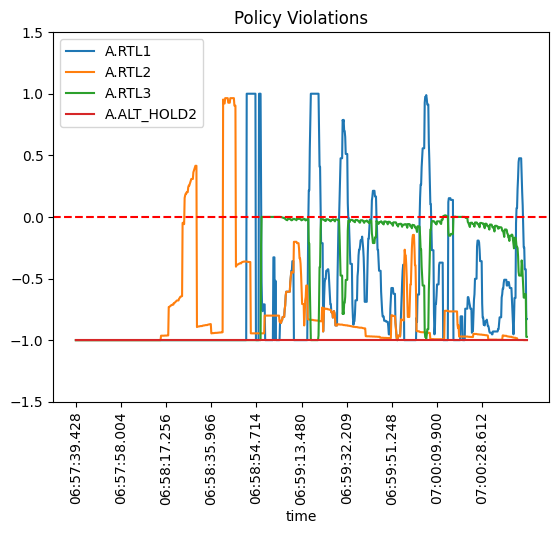 Policy Violations
A.RTL1
A.RTL2
A.RTL3
A.ALT_HOLD2
1.5
1.0
0.5
0.0
−0.5
−1.0
−1.5
06:57:39.428
06:57:58.004
06:58:17.256
06:58:35.966
06:58:54.714
06:59:13.480
06:59:32.209
06:59:51.248
07:00:09.900
07:00:28.612
time